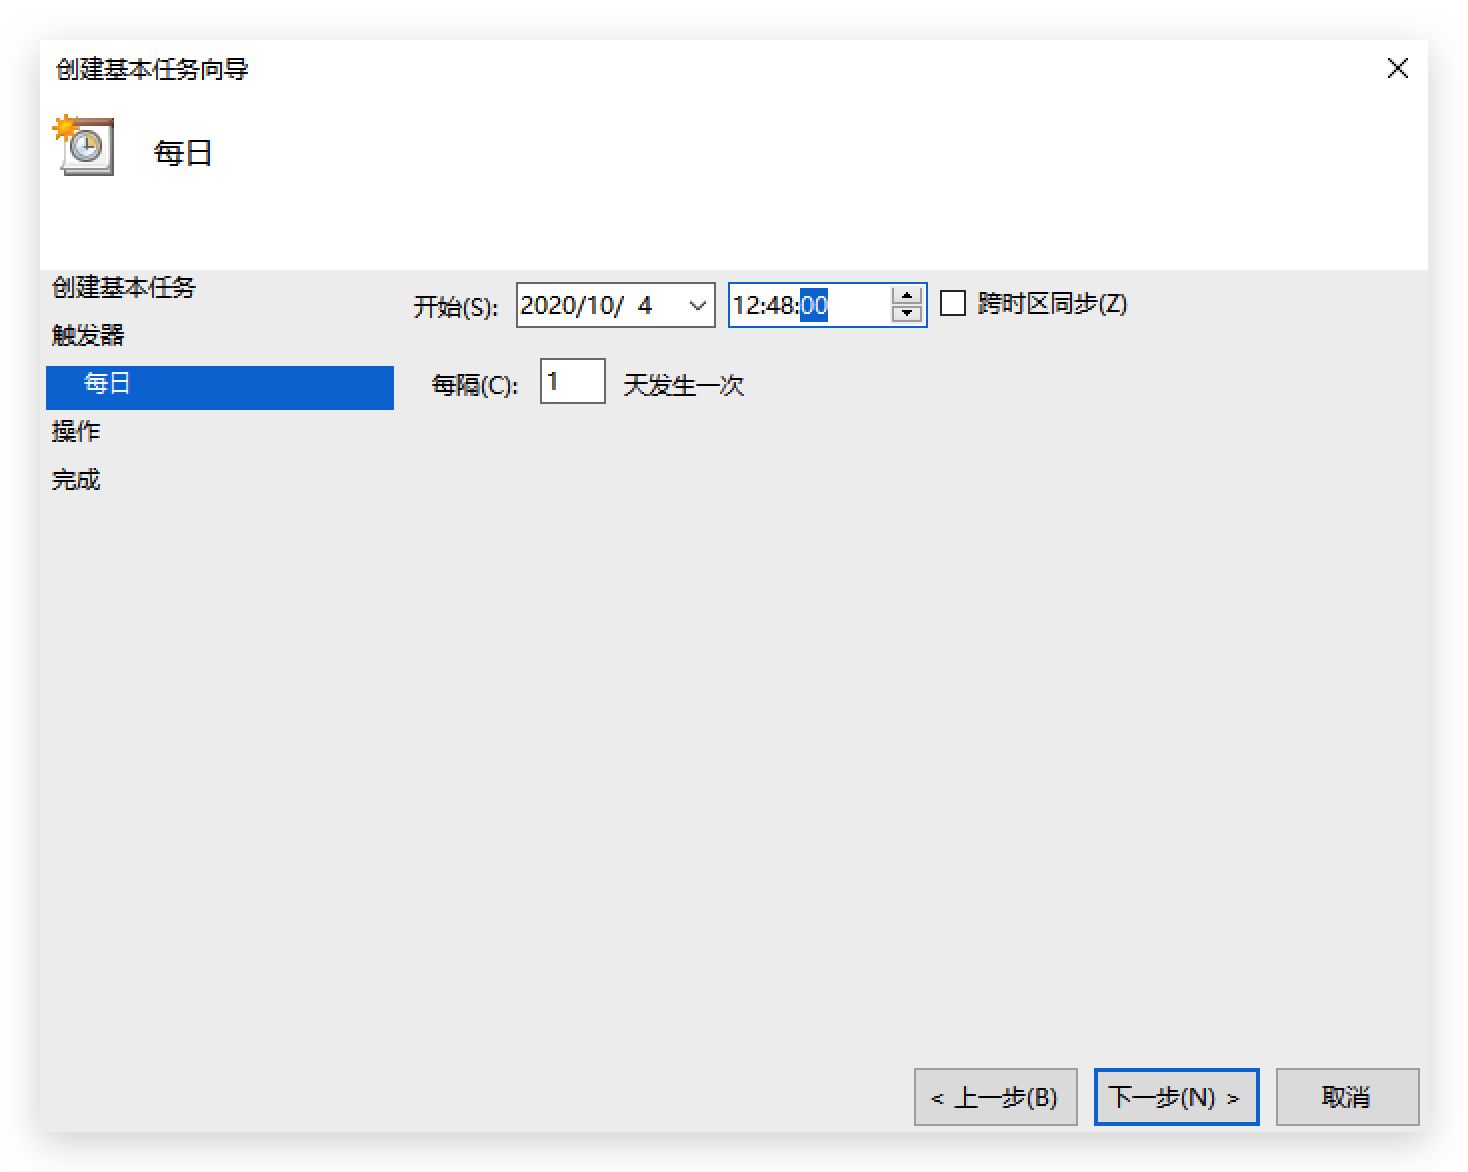 创建基本任务向导
每日
创建基本任务
开始(S): 2020/10/ 4 12:48:00 跨时区同步(Z)
触发器
每日
每隔(C): 1 天发生一次
操作
完成
< 上一步(B) 下一步(N) > 取消